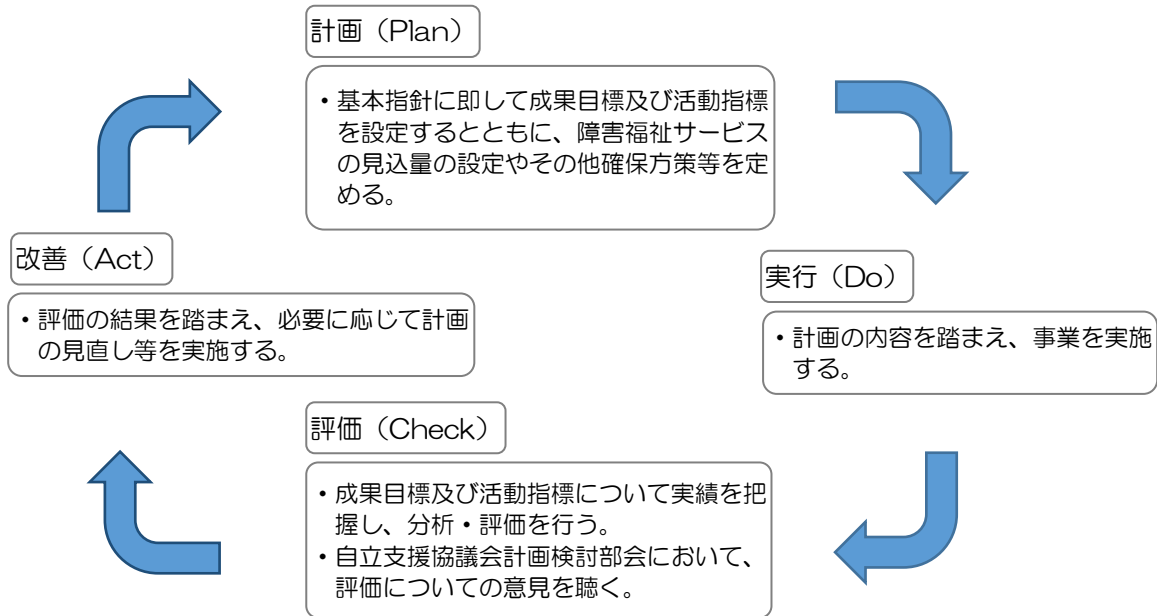 計画（Plan）
・基本指針に即して成果目標及び活動指標
を設定するとともに、障害福祉サービス
の見込量の設定やその他確保方策等を定
める。
改善（Act）
・評価の結果を踏まえ、必要に応じて計画
の見直し等を実施する。
実行（Do）
・計画の内容を踏まえ、事業を実施
する。
評価（Check）
・成果目標及び活動指標について実績を把
握し、分析・評価を行う。
・自立支援協議会計画検討部会において、
評価についての意見を聴く。